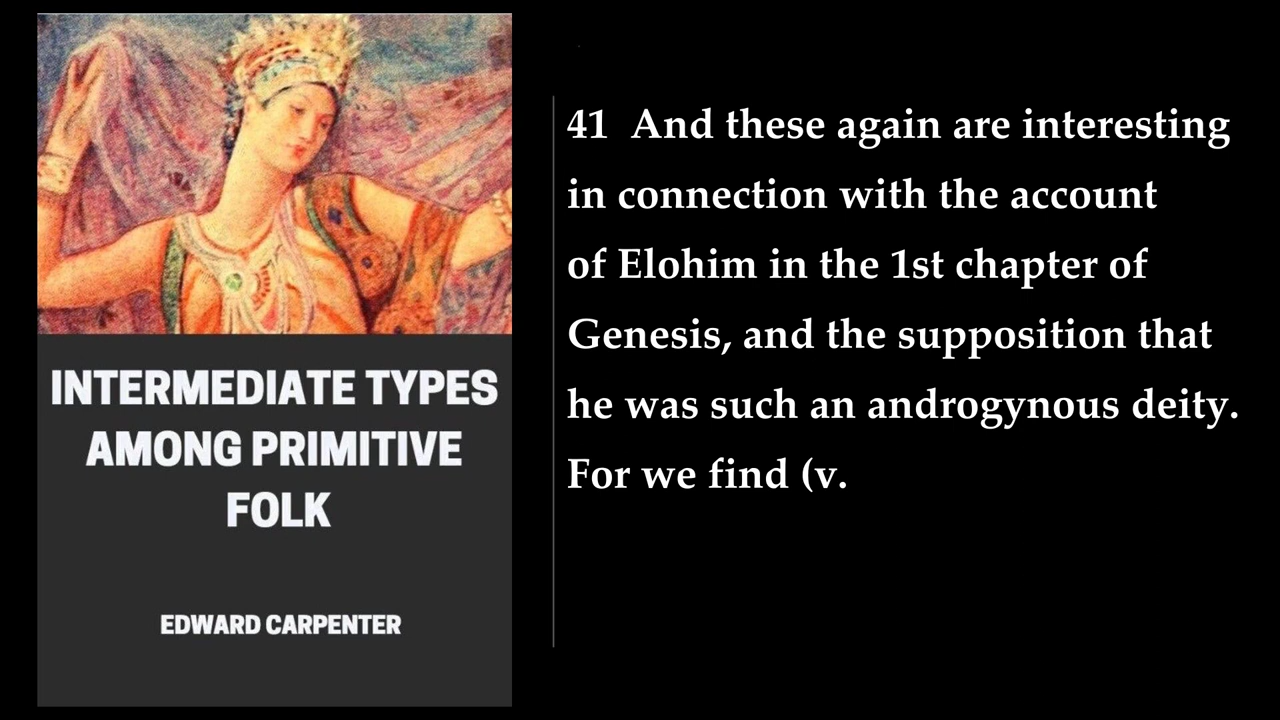 INTERMEDIATE TYPES
AMONG PRIMITIVE
FOLK
EDWARD CARPENTER
41 And these again are interesting
in connection with the account
of Elohim in the 1st chapter of
Genesis, and the supposition that
he was such an androgynous deity.
For we find (v.